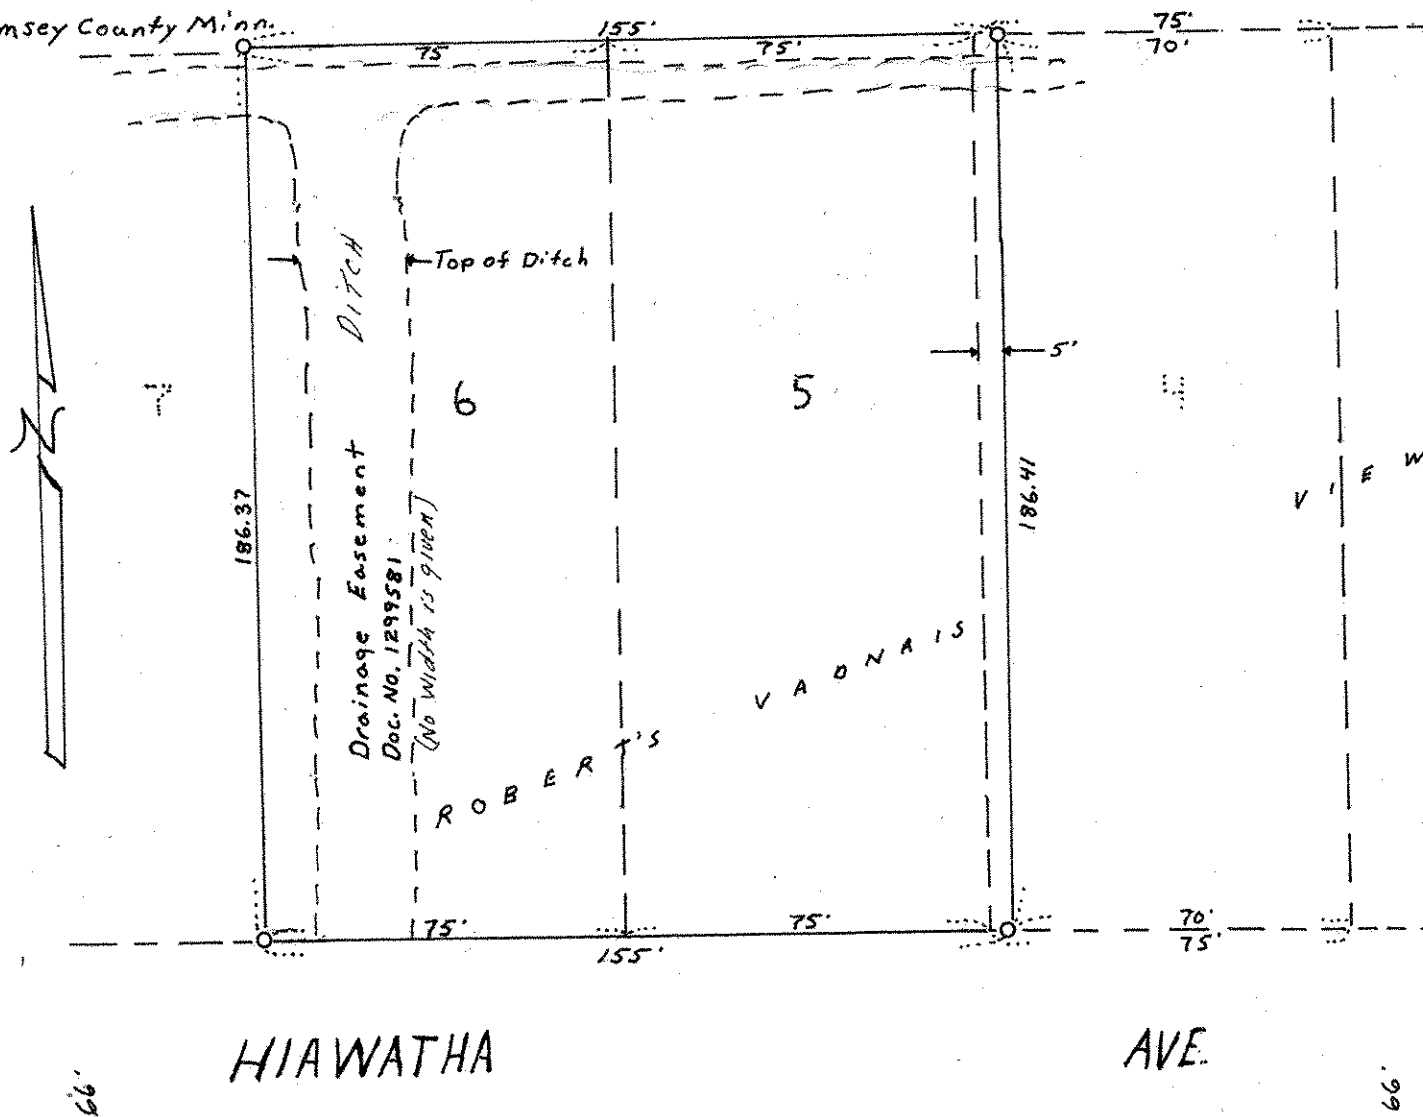 msey County Minn.
155'
75
75'
75'
70'
Top of Ditch
DITCH
5'
7
6
5
4
186.37
186.41
Drainage Easement
Doc. No. 1299581
(No width is given)
ROBERT'S VADNAIS VIEW
75'
75'
70'
155'
75'
HIAWATHA AVE.
66'
66'